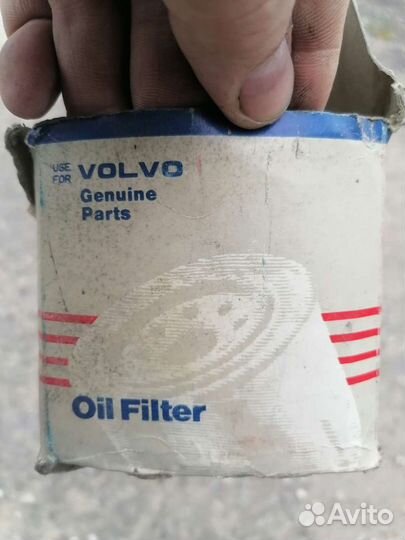 USE
FOR VOLVO
Genuine
Parts
Oil Filter
Avito